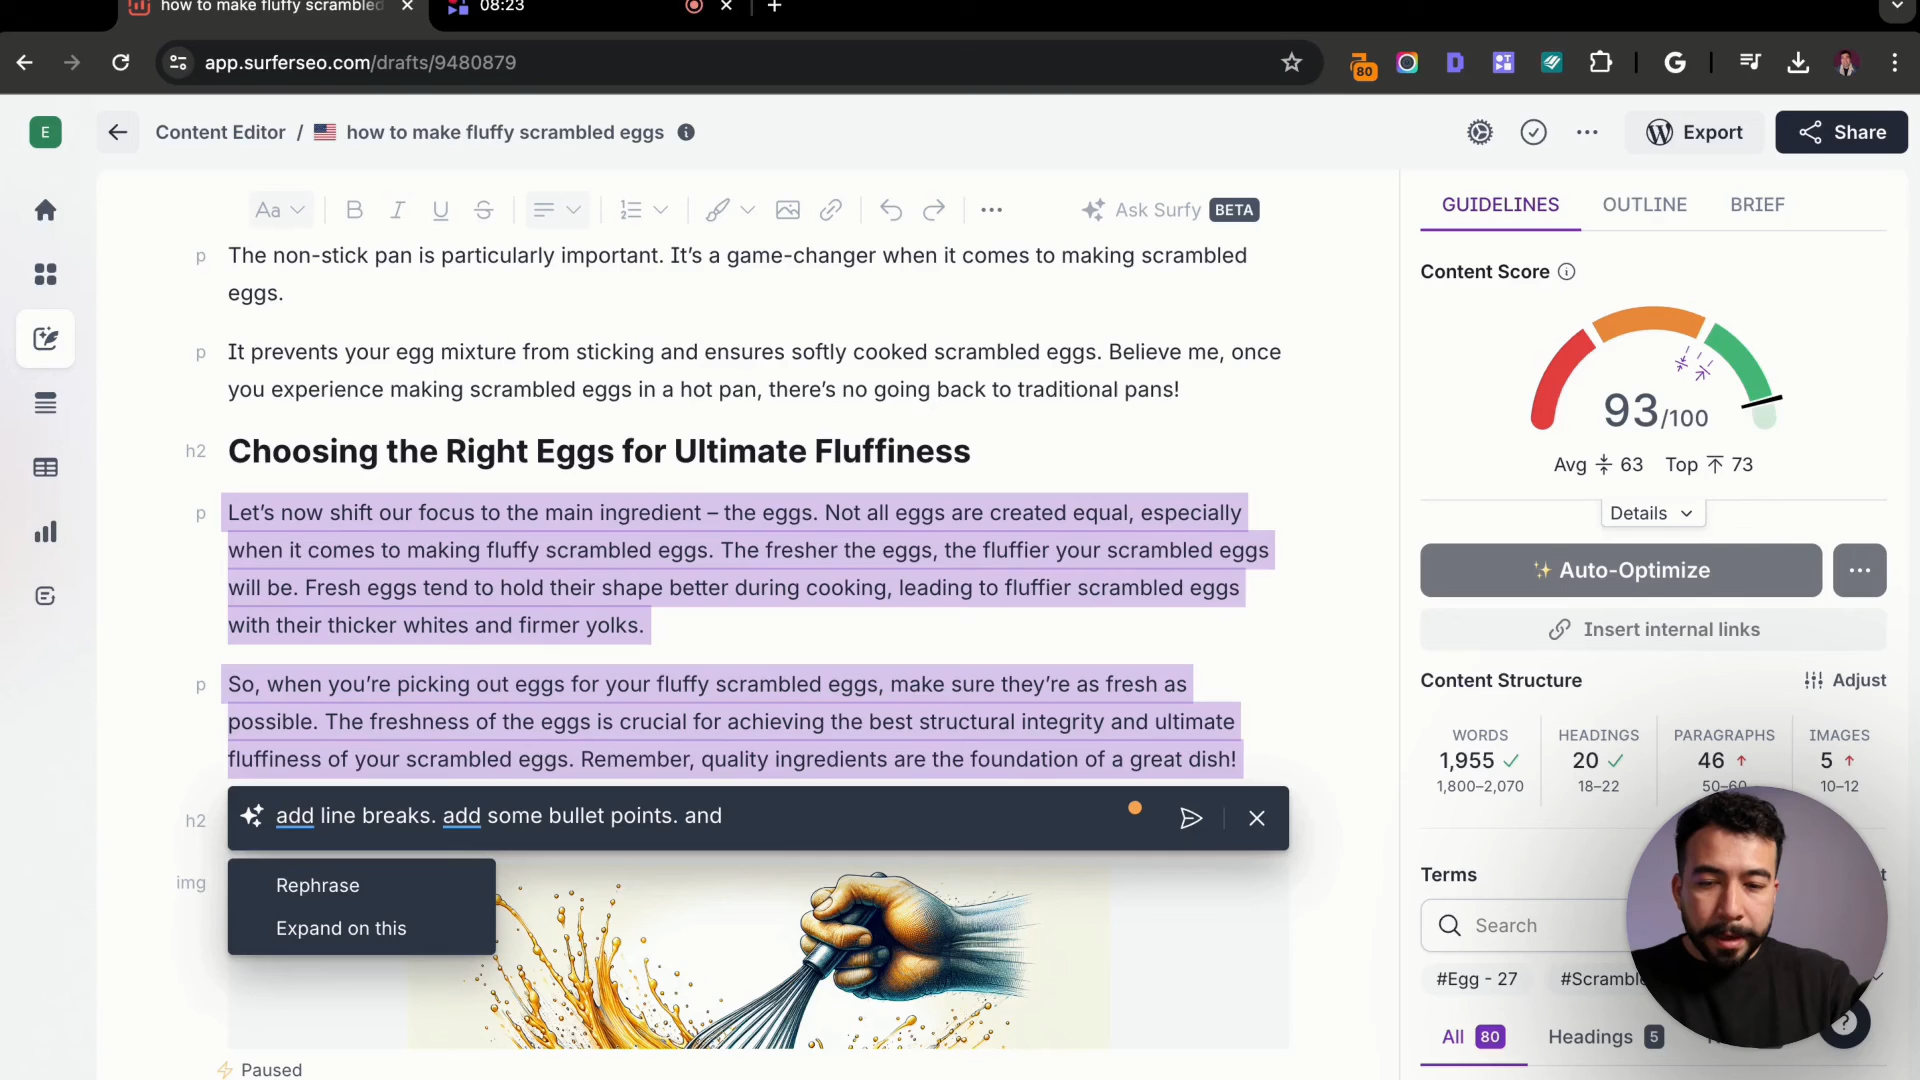 how to make fluffy scrambled
08:23
app.surferseo.com/drafts/9480879
80
E
Content Editor / how to make fluffy scrambled eggs
Export
Share
Aa
Ask Surfy BETA
GUIDELINES
OUTLINE
BRIEF
p
The non-stick pan is particularly important. It's a game-changer when it comes to making scrambled
eggs.
p
It prevents your egg mixture from sticking and ensures softly cooked scrambled eggs. Believe me, once
you experience making scrambled eggs in a hot pan, there's no going back to traditional pans!
h2
Choosing the Right Eggs for Ultimate Fluffiness
p
Let's now shift our focus to the main ingredient – the eggs. Not all eggs are created equal, especially
when it comes to making fluffy scrambled eggs. The fresher the eggs, the fluffier your scrambled eggs
will be. Fresh eggs tend to hold their shape better during cooking, leading to fluffier scrambled eggs
with their thicker whites and firmer yolks.
p
So, when you're picking out eggs for your fluffy scrambled eggs, make sure they're as fresh as
possible. The freshness of the eggs is crucial for achieving the best structural integrity and ultimate
fluffiness of your scrambled eggs. Remember, quality ingredients are the foundation of a great dish!
h2
add line breaks. add some bullet points. and
img
Rephrase
Expand on this
Paused
Content Score
93/100
Avg 63 Top 73
Details
Auto-Optimize
Insert internal links
Content Structure
Adjust
WORDS
1,955
1,800–2,070
HEADINGS
20
18–22
PARAGRAPHS
46
50–60
IMAGES
5
10–12
Terms
Search
#Egg - 27
#Scramble
All 80
Headings 5
?